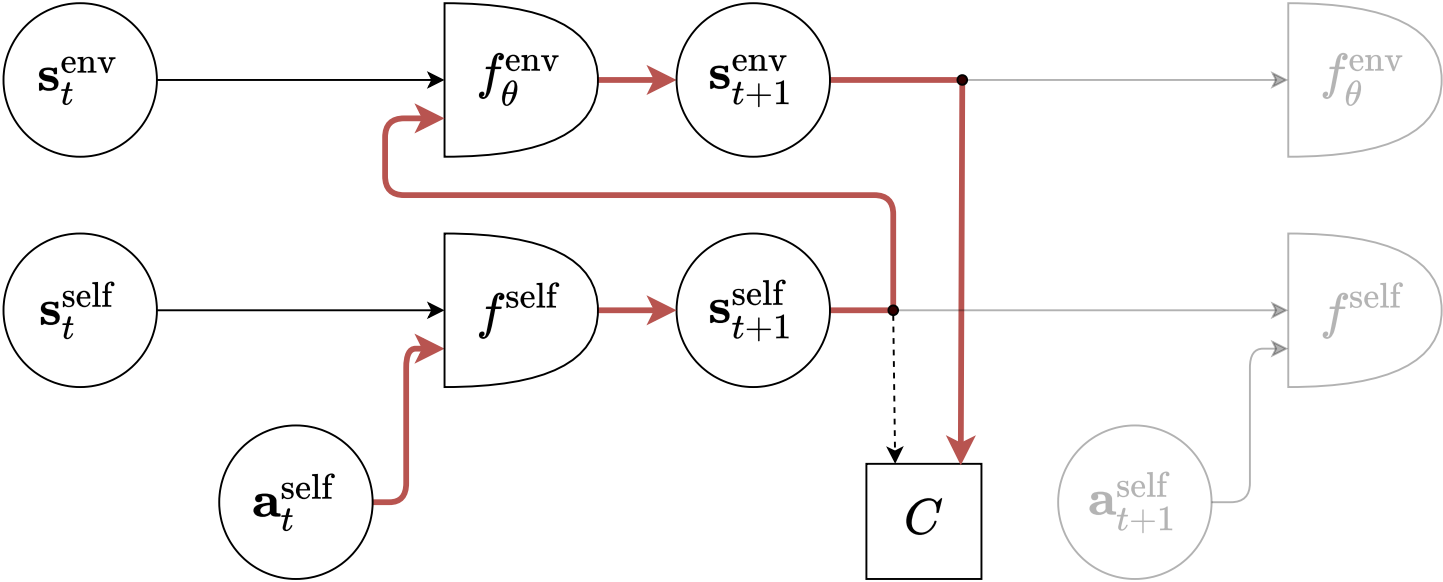 s_t^env
f_θ^env
s_{t+1}^env
f_θ^env
s_t^self
f^self
s_{t+1}^self
f^self
a_t^self
C
a_{t+1}^self